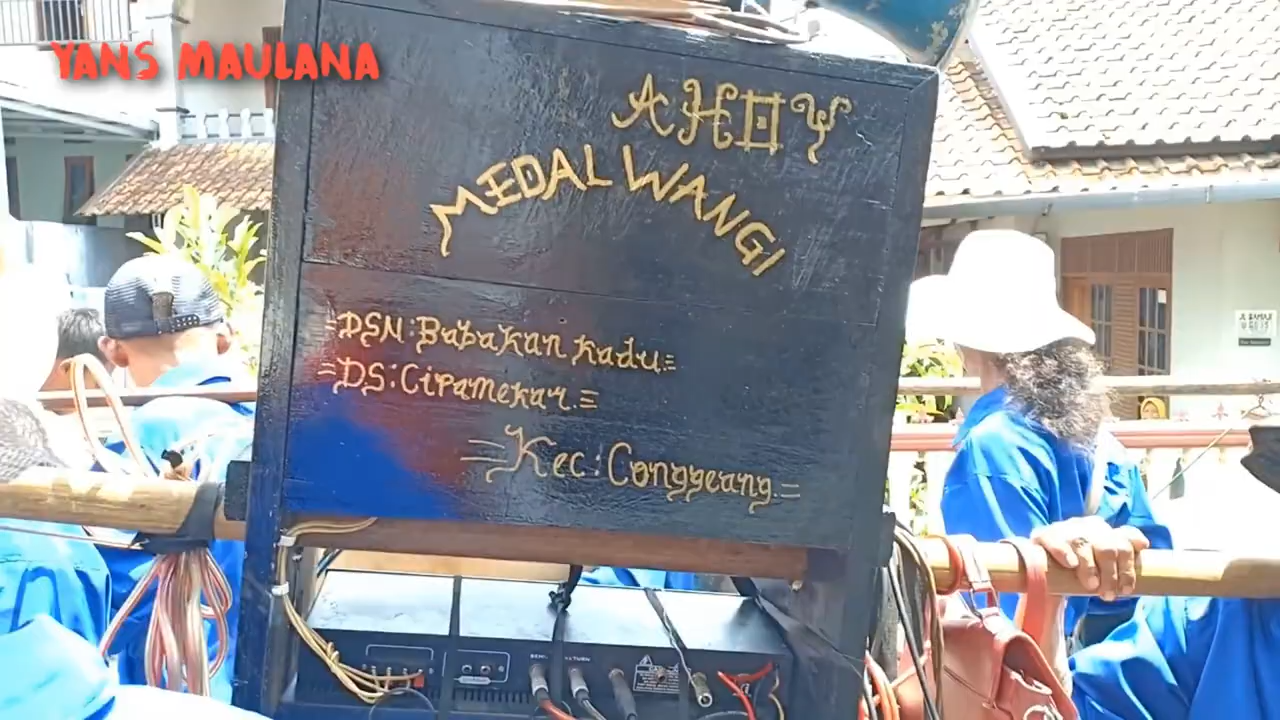 YANS MAULANA
AHOY
MEDAL WANGI
=DSN:Babakan kadu=
=DS:CipaMekar.=
=Kec:Conggeang.=